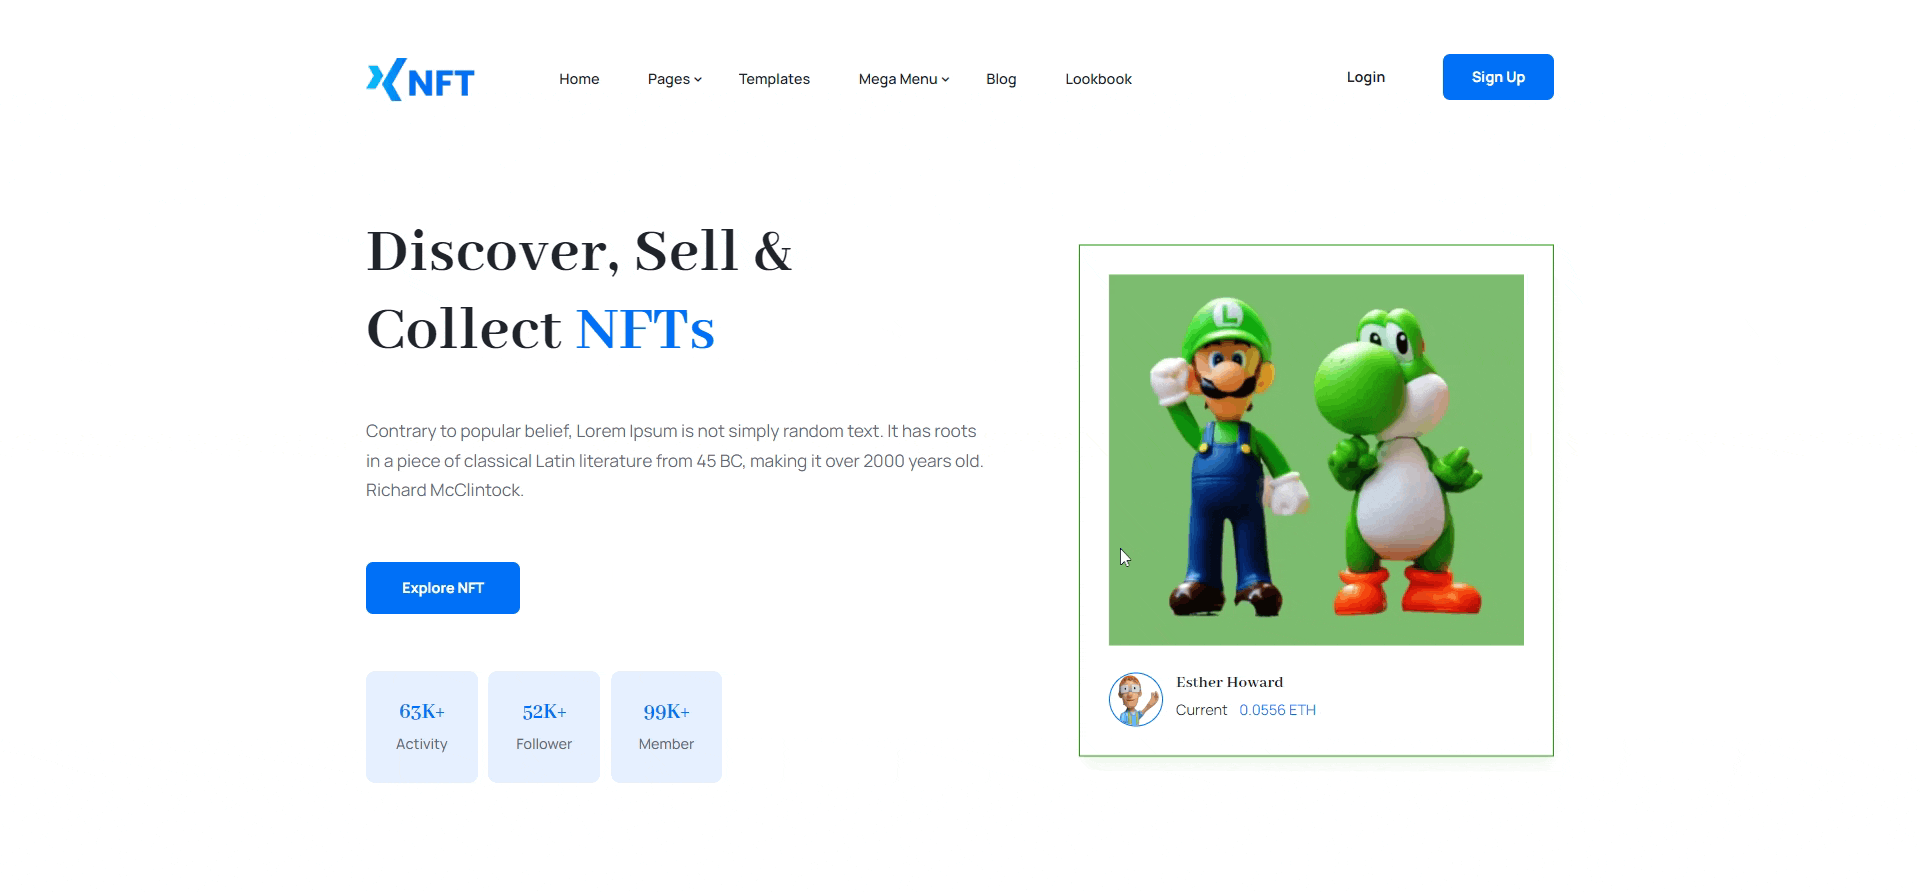 NFT
Home Pages Templates Mega Menu Blog Lookbook
Login Sign Up
Discover, Sell &
Collect NFTs
Contrary to popular belief, Lorem Ipsum is not simply random text. It has roots
in a piece of classical Latin literature from 45 BC, making it over 2000 years old.
Richard McClintock.
Explore NFT
63K+
Activity
52K+
Follower
99K+
Member
L
Esther Howard
Current 0.0556 ETH